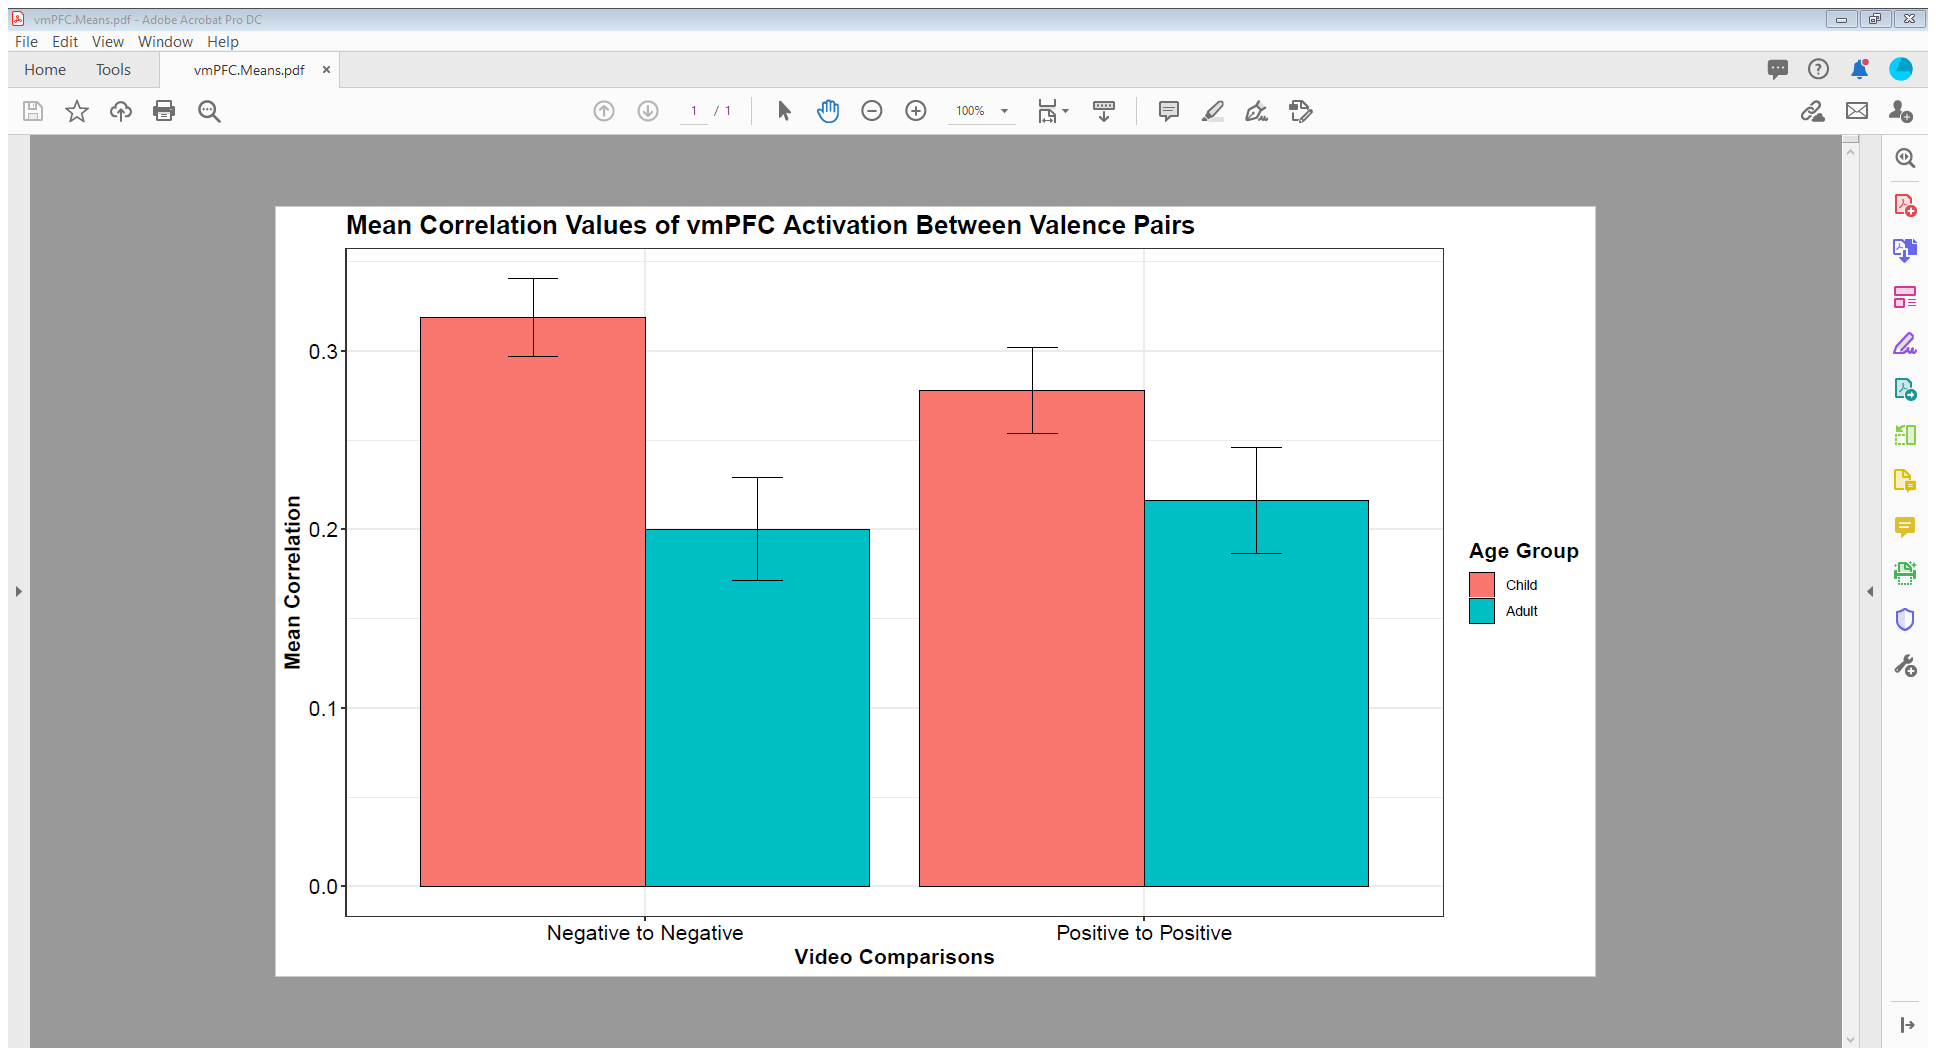 vmPFC.Means.pdf - Adobe Acrobat Pro DC
File Edit View Window Help
Home Tools vmPFC.Means.pdf ×
1 / 1 100%
Mean Correlation Values of vmPFC Activation Between Valence Pairs
Mean Correlation
0.3
0.2
0.1
0.0
Negative to Negative Positive to Positive
Video Comparisons
Age Group
Child
Adult